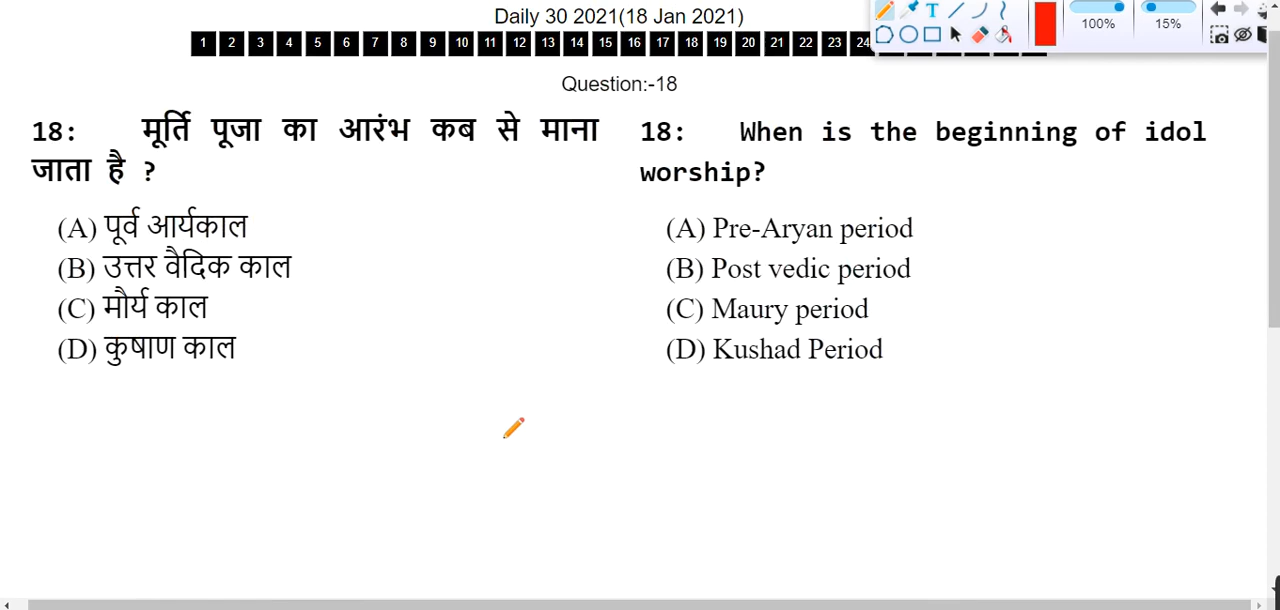 Daily 30 2021(18 Jan 2021)
1 2 3 4 5 6 7 8 9 10 11 12 13 14 15 16 17 18 19 20 21 22 23 24
T
100% 15%
Question:-18
18: मूर्ति पूजा का आरंभ कब से माना
जाता है ?
(A) पूर्व आर्यकाल
(B) उत्तर वैदिक काल
(C) मौर्य काल
(D) कुषाण काल
18: When is the beginning of idol
worship?
(A) Pre-Aryan period
(B) Post vedic period
(C) Maury period
(D) Kushad Period